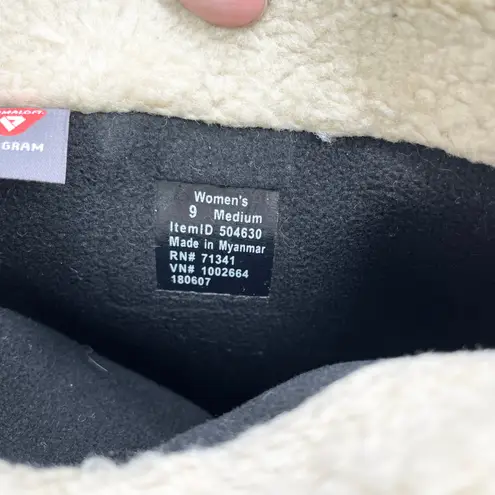 GRAM
Women's
9 Medium
ItemID 504630
Made in Myanmar
RN# 71341
VN# 1002664
180607